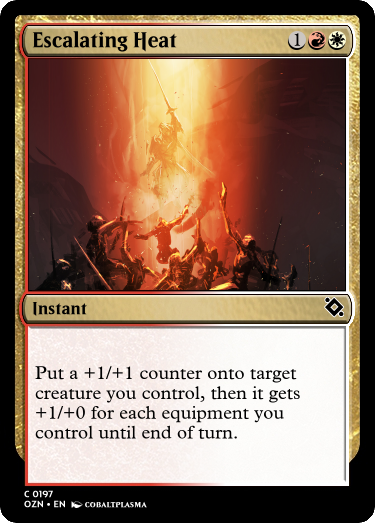 Escalating Heat 1
Instant
Put a +1/+1 counter onto target
creature you control, then it gets
+1/+0 for each equipment you
control until end of turn.
C 0197
OZN • EN COBALTPLASMA